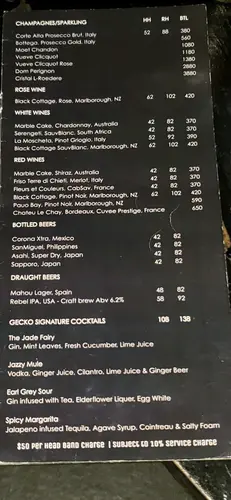 CHAMPAGNES/SPARKLING HH RH BTL
Corte Alta Prosecco Brut, Italy 52 88 380
Bottega. Prosecco Gold, Italy 560
Moet Chandon 1080
Vueve Clicquot 1180
Vueve Clicquot Rose 1380
Dom Perignon 2880
Cristal L-Roedere 3880
ROSE WINE
Black Cottage, Rose, Marlborough, NZ 62 102 420
WHITE WINES
Marble Cake, Chardonnay, Australia 42 82 370
Serengeti, SauvBlanc, South Africa 42 82 370
La Moscheta, Pinot Griogio, Italy 52 92 390
Black Cottage SauvBlanc, Marlborough, NZ 62 102 420
RED WINES
Marble Cake, Shiraz, Australia 42 82 370
Friso Terre di Chieti, Merlot, Italy 42 82 370
Fleurs et Couleurs, CabSav, France 42 82 370
Black Cottage, Pinot Noir, Marlborough, NZ 62 102 420
Paua Bay, Pinot Noir, Marlborough, NZ 590
Chateu Le Chay, Bordeaux, Cuvee Prestige, France 650
BOTTLED BEERS
Corona Xtra, Mexico 42 82
SanMiguel, Philippines 42 82
Asahi, Super Dry, Japan 42 82
Sapporo, Japan 42 82
DRAUGHT BEERS
Mahou Lager, Spain 48 82
Rebel IPA, USA - Craft brew Abv 6.2% 58 92
GECKO SIGNATURE COCKTAILS 108 138
The Jade Fairy
Gin, Mint Leaves, Fresh Cucumber, Lime Juice
Jazzy Mule
Vodka, Ginger Juice, Cilantro, Lime Juice & Ginger Beer
Earl Grey Sour
Gin infused with Tea, Elderflower Liquer, Egg White
Spicy Margarita
Jalapeno infused Tequila, Agave Syrup, Cointreau & Salty Foam
$50 PER HEAD BAND CHARGE | SUBJECT TO 10% SERVICE CHARGE